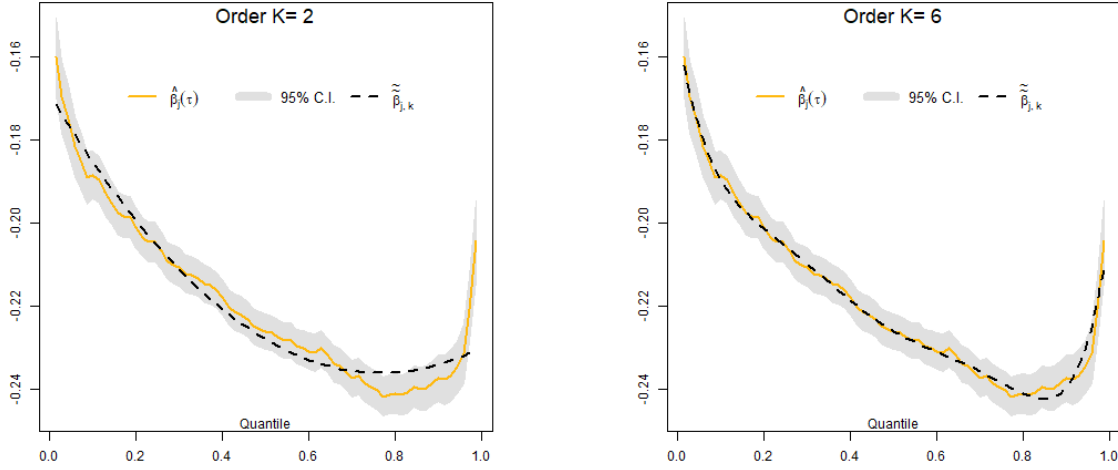 Order K= 2
-0.16
-0.18
-0.20
-0.22
-0.24
β̂j(τ) 95% C.I. β̃̃j, k
Quantile
0.0 0.2 0.4 0.6 0.8 1.0
Order K= 6
-0.16
-0.18
-0.20
-0.22
-0.24
β̂j(τ) 95% C.I. β̃̃j, k
Quantile
0.0 0.2 0.4 0.6 0.8 1.0